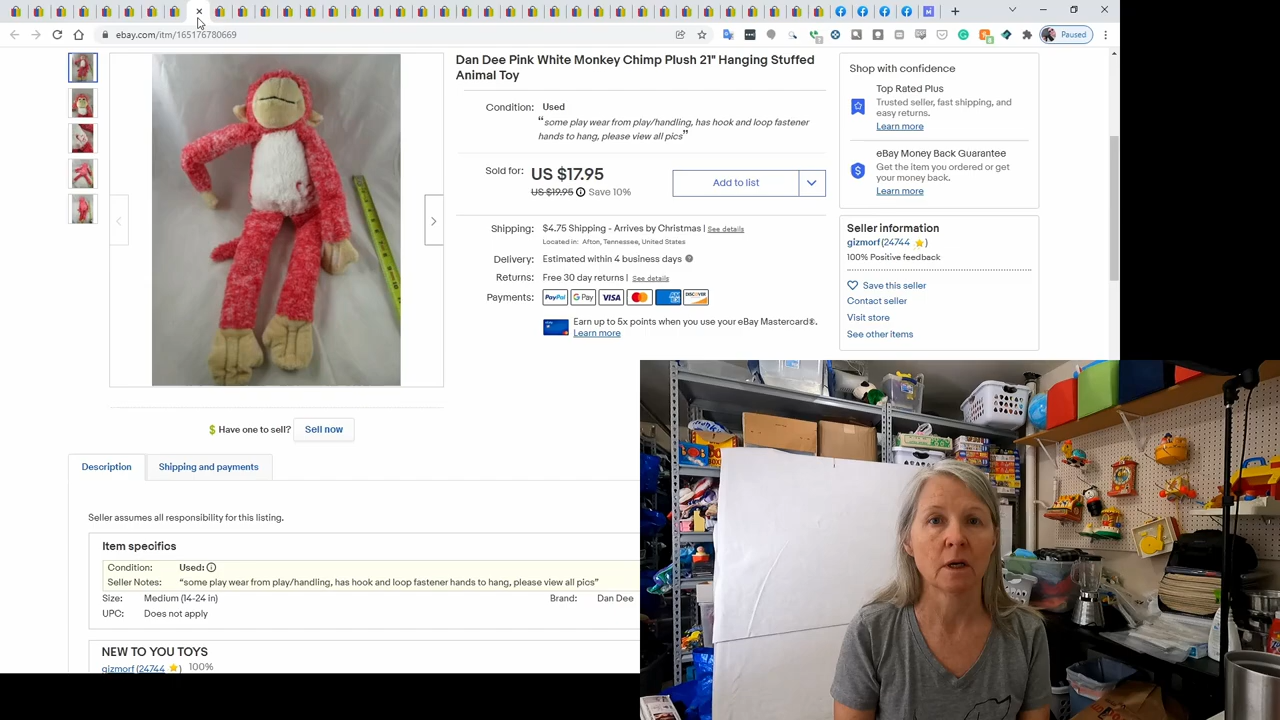 ebay.com/itm/165176780669
Paused
Dan Dee Pink White Monkey Chimp Plush 21" Hanging Stuffed
Animal Toy
Condition: Used
"some play wear from play/handling, has hook and loop fastener
hands to hang, please view all pics"
Sold for: US $17.95
US $19.95 Save 10%
Add to list
Shipping: $4.75 Shipping - Arrives by Christmas | See details
Located in: Afton, Tennessee, United States
Delivery: Estimated within 4 business days
Returns: Free 30 day returns | See details
Payments: PayPal G Pay VISA DISCOVER
Earn up to 5x points when you use your eBay Mastercard®.
Learn more
Shop with confidence
Top Rated Plus
Trusted seller, fast shipping, and
easy returns.
Learn more
eBay Money Back Guarantee
Get the item you ordered or get
your money back.
Learn more
Seller information
gizmorf (24744 )
100% Positive feedback
Save this seller
Contact seller
Visit store
See other items
Have one to sell? Sell now
Description Shipping and payments
Seller assumes all responsibility for this listing.
Item specifics
Condition: Used:
Seller Notes: "some play wear from play/handling, has hook and loop fastener hands to hang, please view all pics"
Size: Medium (14-24 in) Brand: Dan Dee
UPC: Does not apply
NEW TO YOU TOYS
gizmorf (24744 ) 100%